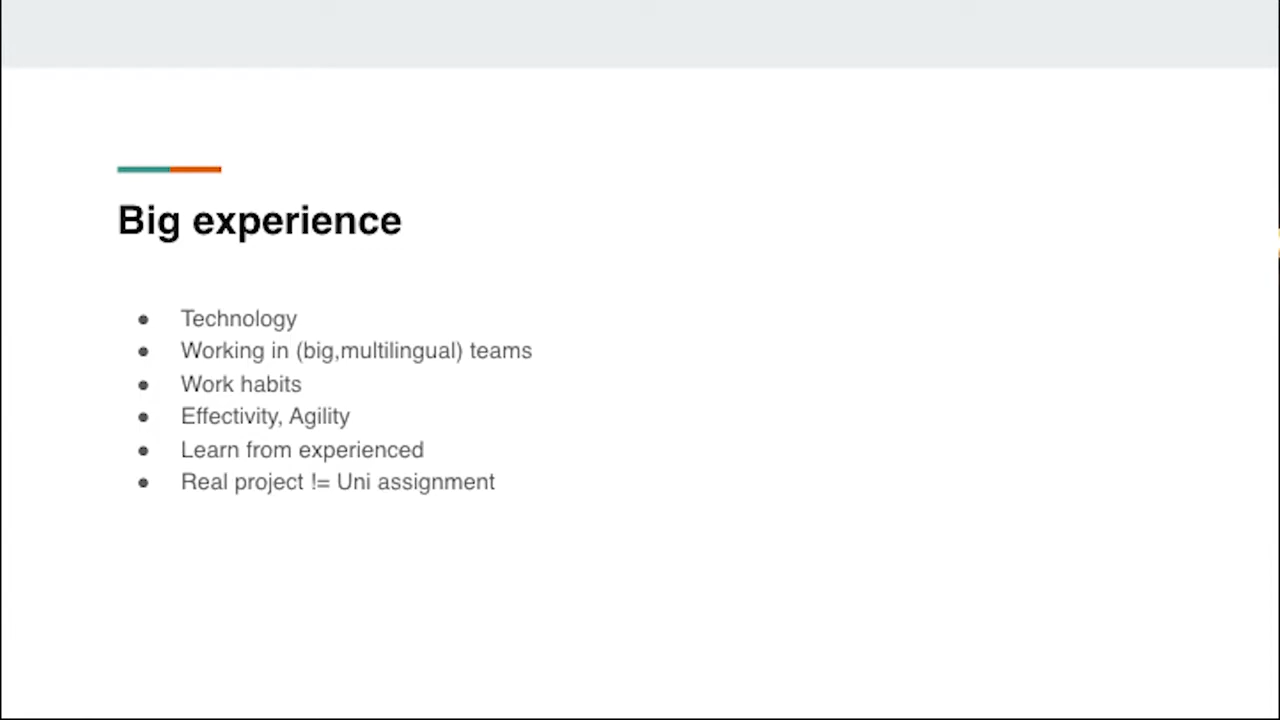 Big experience
● Technology
● Working in (big,multilingual) teams
● Work habits
● Effectivity, Agility
● Learn from experienced
● Real project != Uni assignment